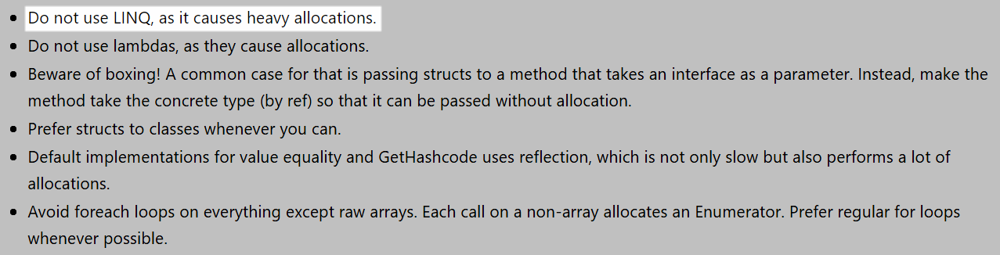 Do not use LINQ, as it causes heavy allocations.
Do not use lambdas, as they cause allocations.
Beware of boxing! A common case for that is passing structs to a method that takes an interface as a parameter. Instead, make the
method take the concrete type (by ref) so that it can be passed without allocation.
Prefer structs to classes whenever you can.
Default implementations for value equality and GetHashcode uses reflection, which is not only slow but also performs a lot of
allocations.
Avoid foreach loops on everything except raw arrays. Each call on a non-array allocates an Enumerator. Prefer regular for loops
whenever possible.